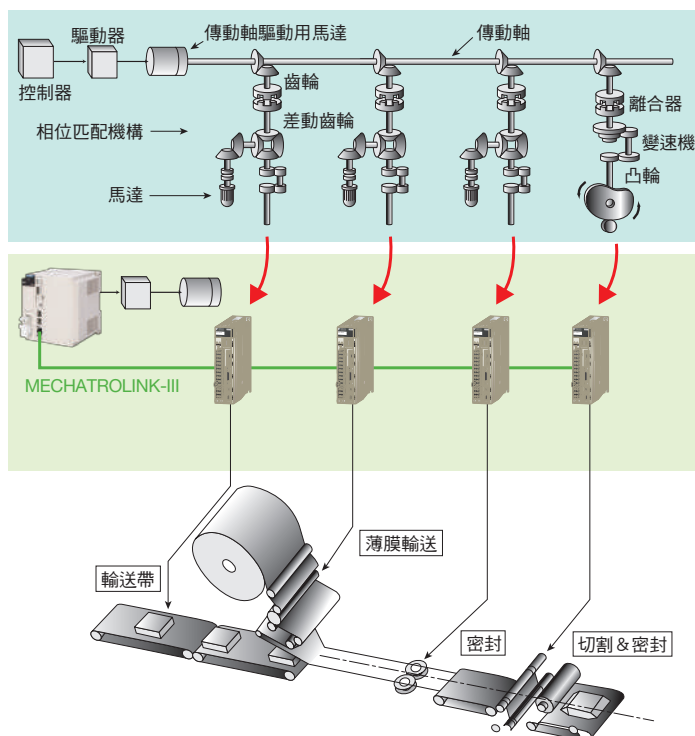 驅動器
傳動軸驅動用馬達
傳動軸
控制器
齒輪
離合器
相位匹配機構
差動齒輪
變速機
馬達
凸輪
MECHATROLINK-III
薄膜輸送
輸送帶
密封
切割&密封